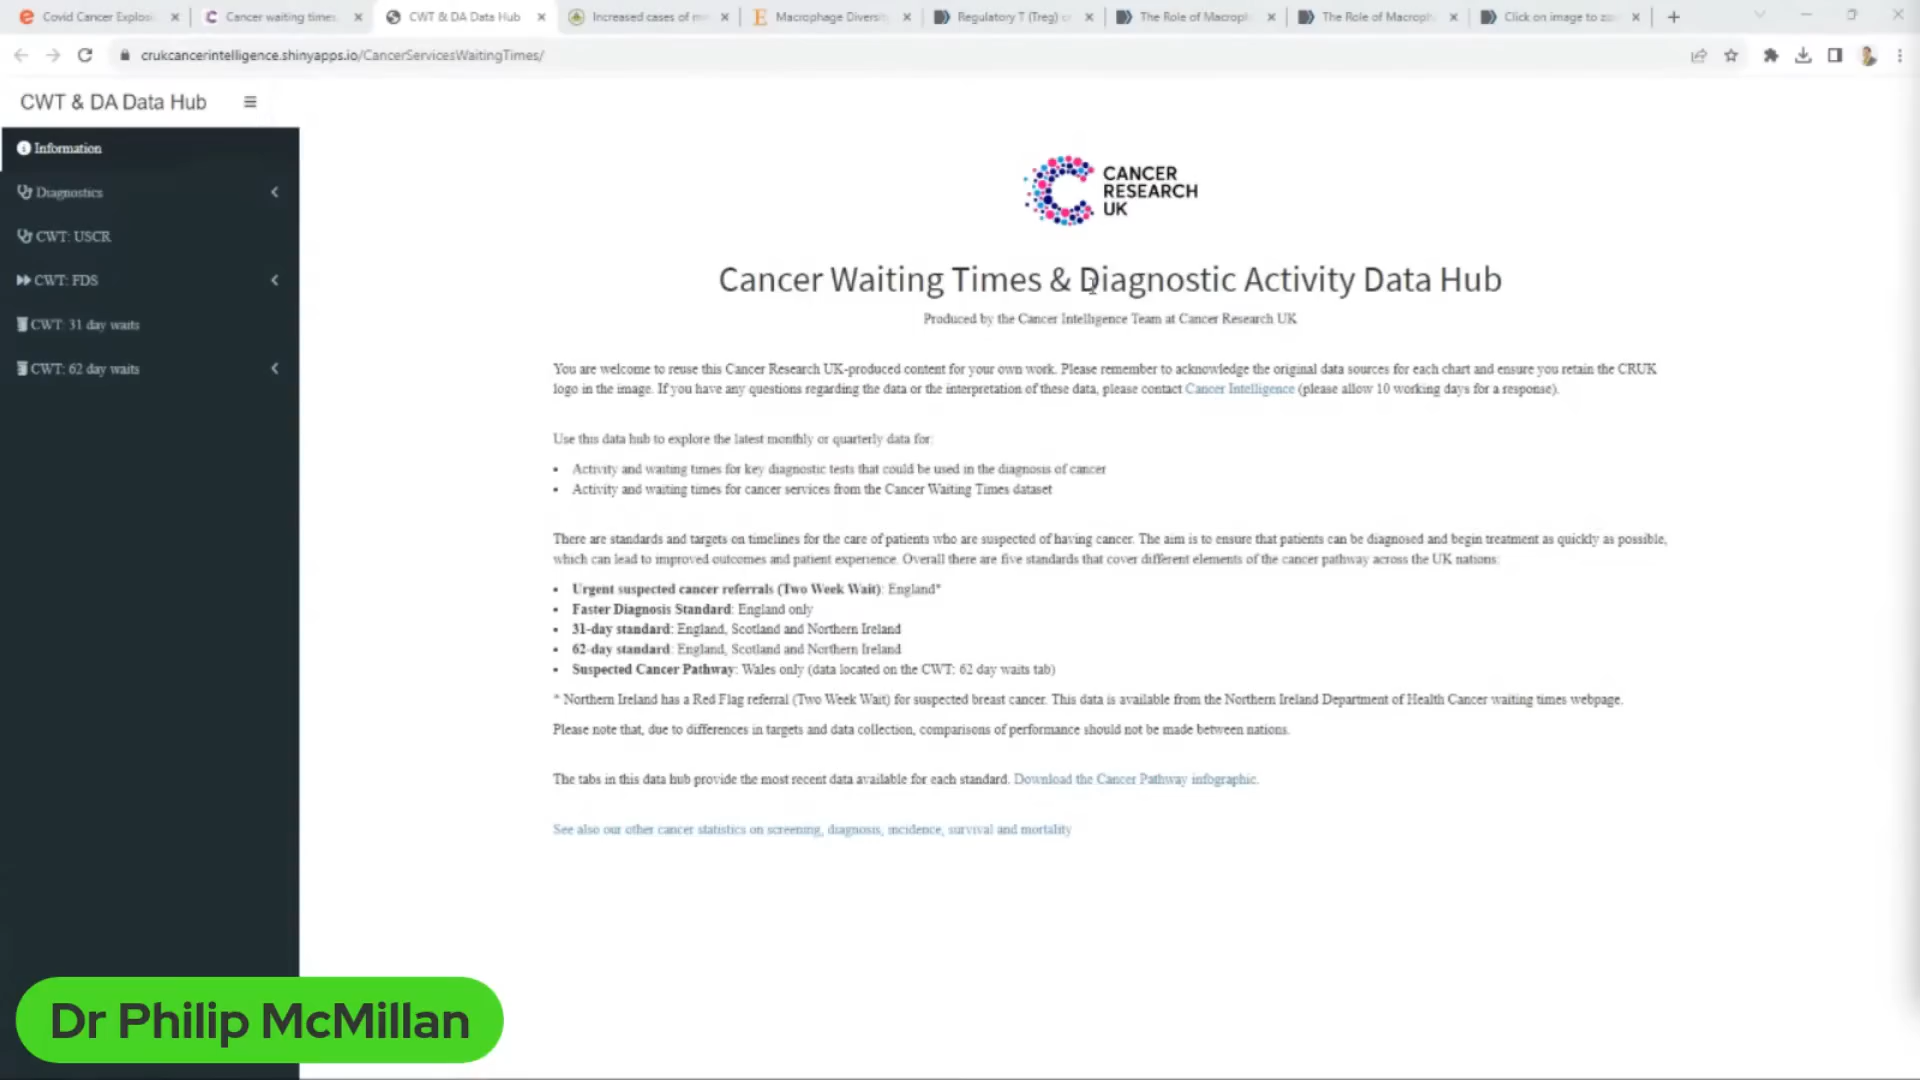 Covid Cancer Explosi
Cancer waiting times
CWT & DA Data Hub
Increased cases of m
Macrophage Diversit
Regulatory T (Treg) c
The Role of Macroph
The Role of Macroph
Click on image to zo
crukcancerintelligence.shinyapps.io/CancerServicesWaitingTimes/
CWT & DA Data Hub
Information
Diagnostics
CWT: USCR
CWT: FDS
CWT: 31 day waits
CWT: 62 day waits
CANCER
RESEARCH
UK
Cancer Waiting Times & Diagnostic Activity Data Hub
Produced by the Cancer Intelligence Team at Cancer Research UK
You are welcome to reuse this Cancer Research UK-produced content for your own work. Please remember to acknowledge the original data sources for each chart and ensure you retain the CRUK
logo in the image. If you have any questions regarding the data or the interpretation of these data, please contact Cancer Intelligence (please allow 10 working days for a response).
Use this data hub to explore the latest monthly or quarterly data for:
• Activity and waiting times for key diagnostic tests that could be used in the diagnosis of cancer
• Activity and waiting times for cancer services from the Cancer Waiting Times dataset
There are standards and targets on timelines for the care of patients who are suspected of having cancer. The aim is to ensure that patients can be diagnosed and begin treatment as quickly as possible,
which can lead to improved outcomes and patient experience. Overall there are five standards that cover different elements of the cancer pathway across the UK nations:
• Urgent suspected cancer referrals (Two Week Wait): England*
• Faster Diagnosis Standard: England only
• 31-day standard: England, Scotland and Northern Ireland
• 62-day standard: England, Scotland and Northern Ireland
• Suspected Cancer Pathway: Wales only (data located on the CWT: 62 day waits tab)
* Northern Ireland has a Red Flag referral (Two Week Wait) for suspected breast cancer. This data is available from the Northern Ireland Department of Health Cancer waiting times webpage.
Please note that, due to differences in targets and data collection, comparisons of performance should not be made between nations.
The tabs in this data hub provide the most recent data available for each standard. Download the Cancer Pathway infographic.
See also our other cancer statistics on screening, diagnosis, incidence, survival and mortality
Dr Philip McMillan